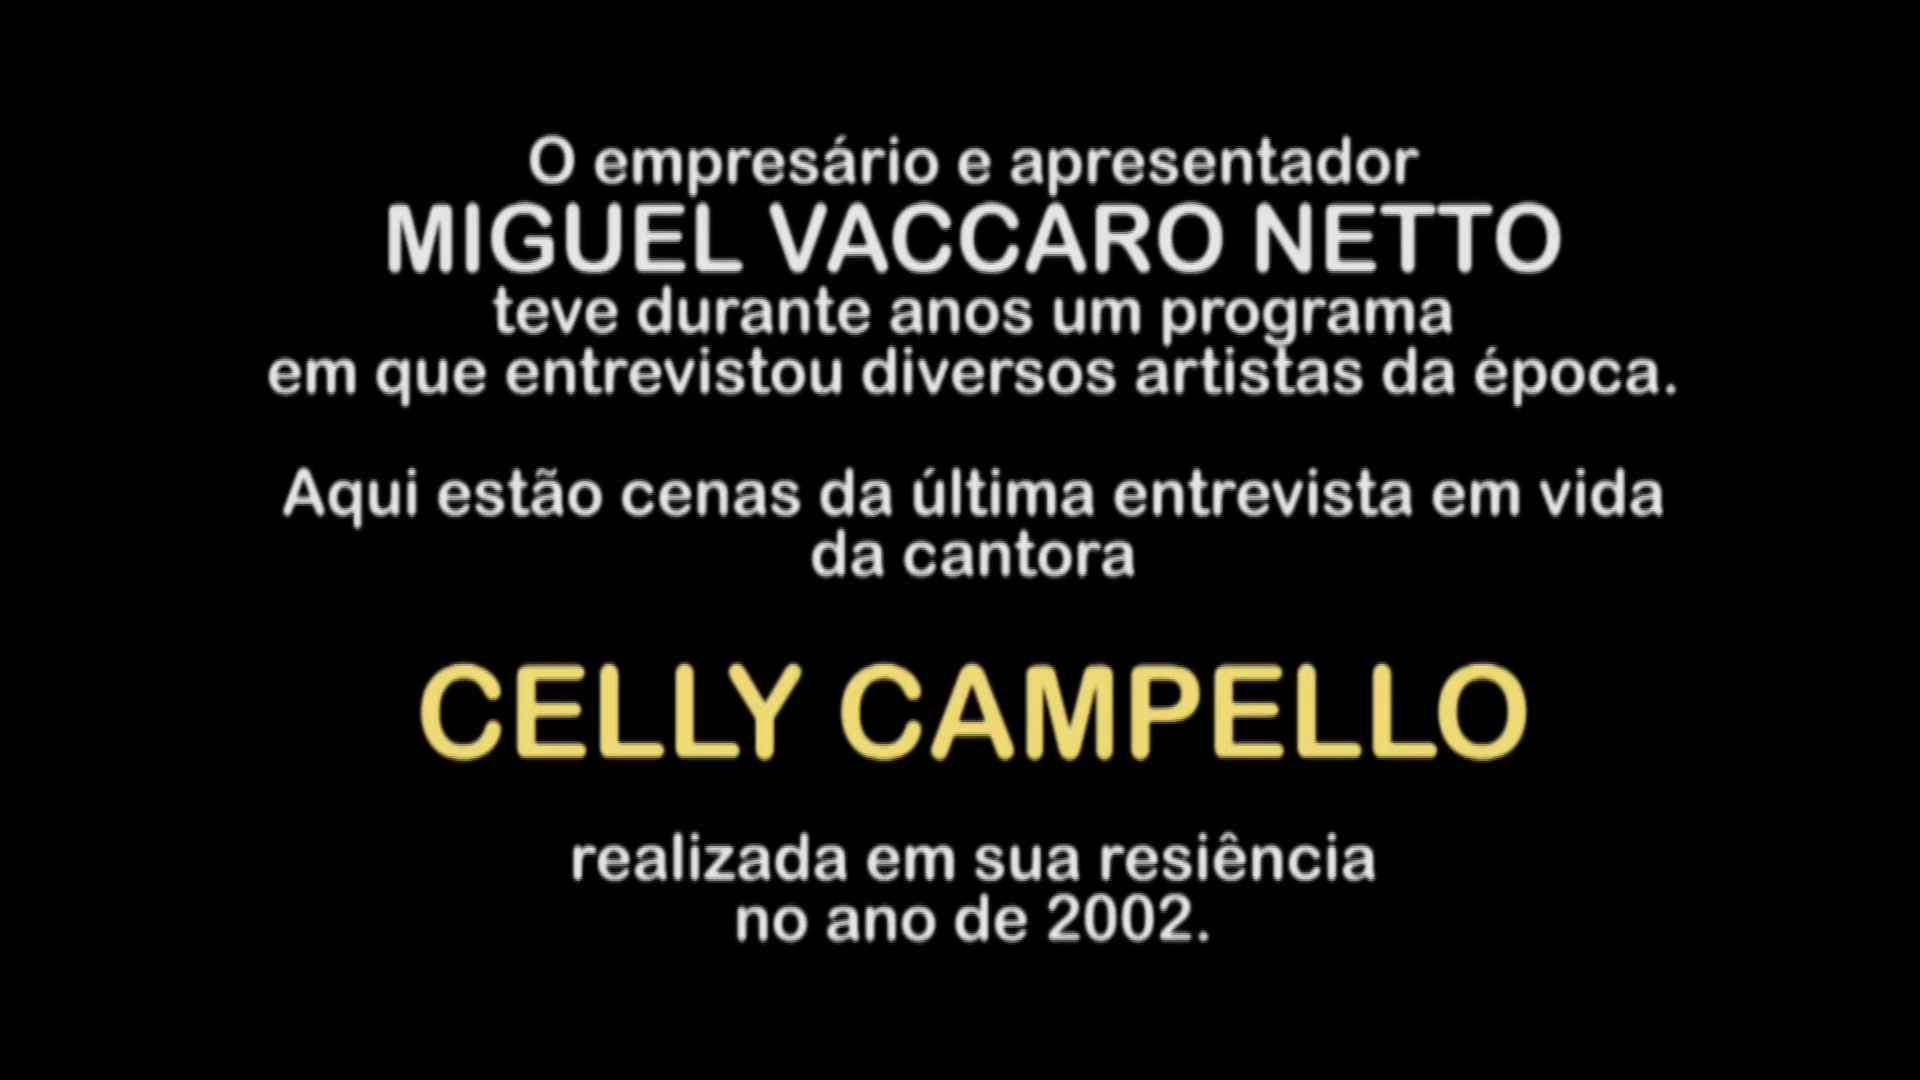 O empresário e apresentador
MIGUEL VACCARO NETTO
teve durante anos um programa
em que entrevistou diversos artistas da época.
Aqui estão cenas da última entrevista em vida
da cantora
CELLY CAMPELLO
realizada em sua resiência
no ano de 2002.